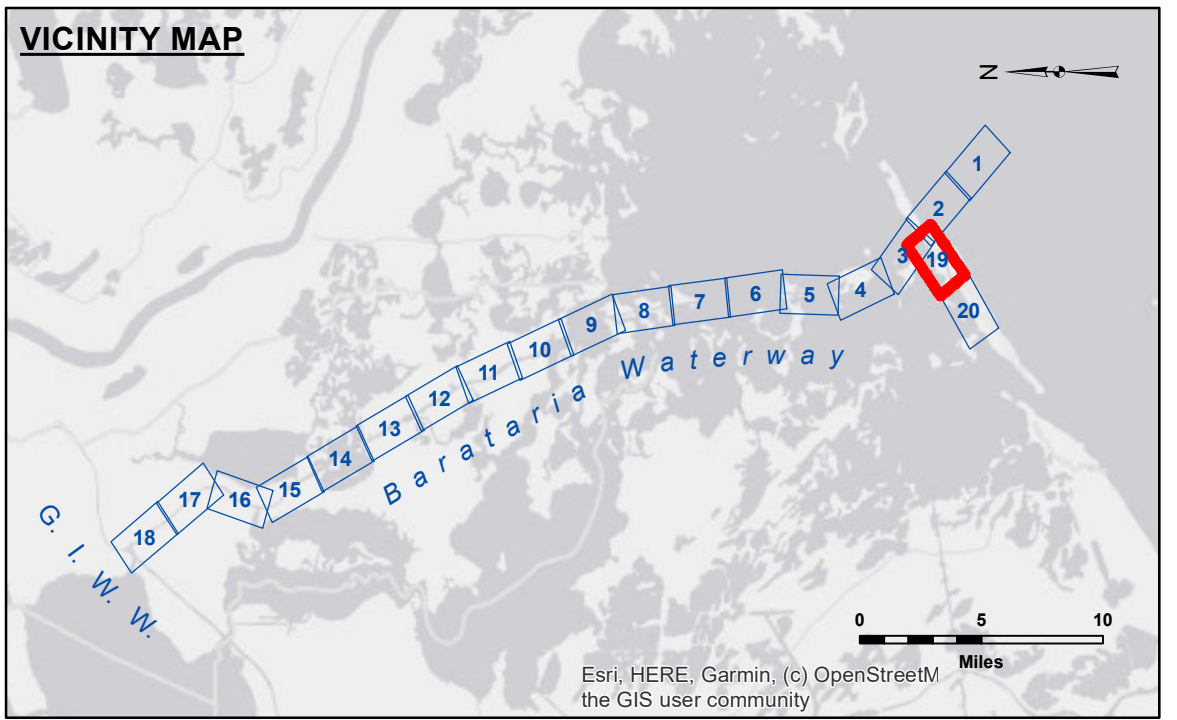 VICINITY MAP
N
1
2
3
19
20
4
5
6
7
8
9
10
11
12
13
14
15
16
17
18
Barataria Waterway
G. I. W. W.
0 5 10
Miles
Esri, HERE, Garmin, (c) OpenStreetM
the GIS user community